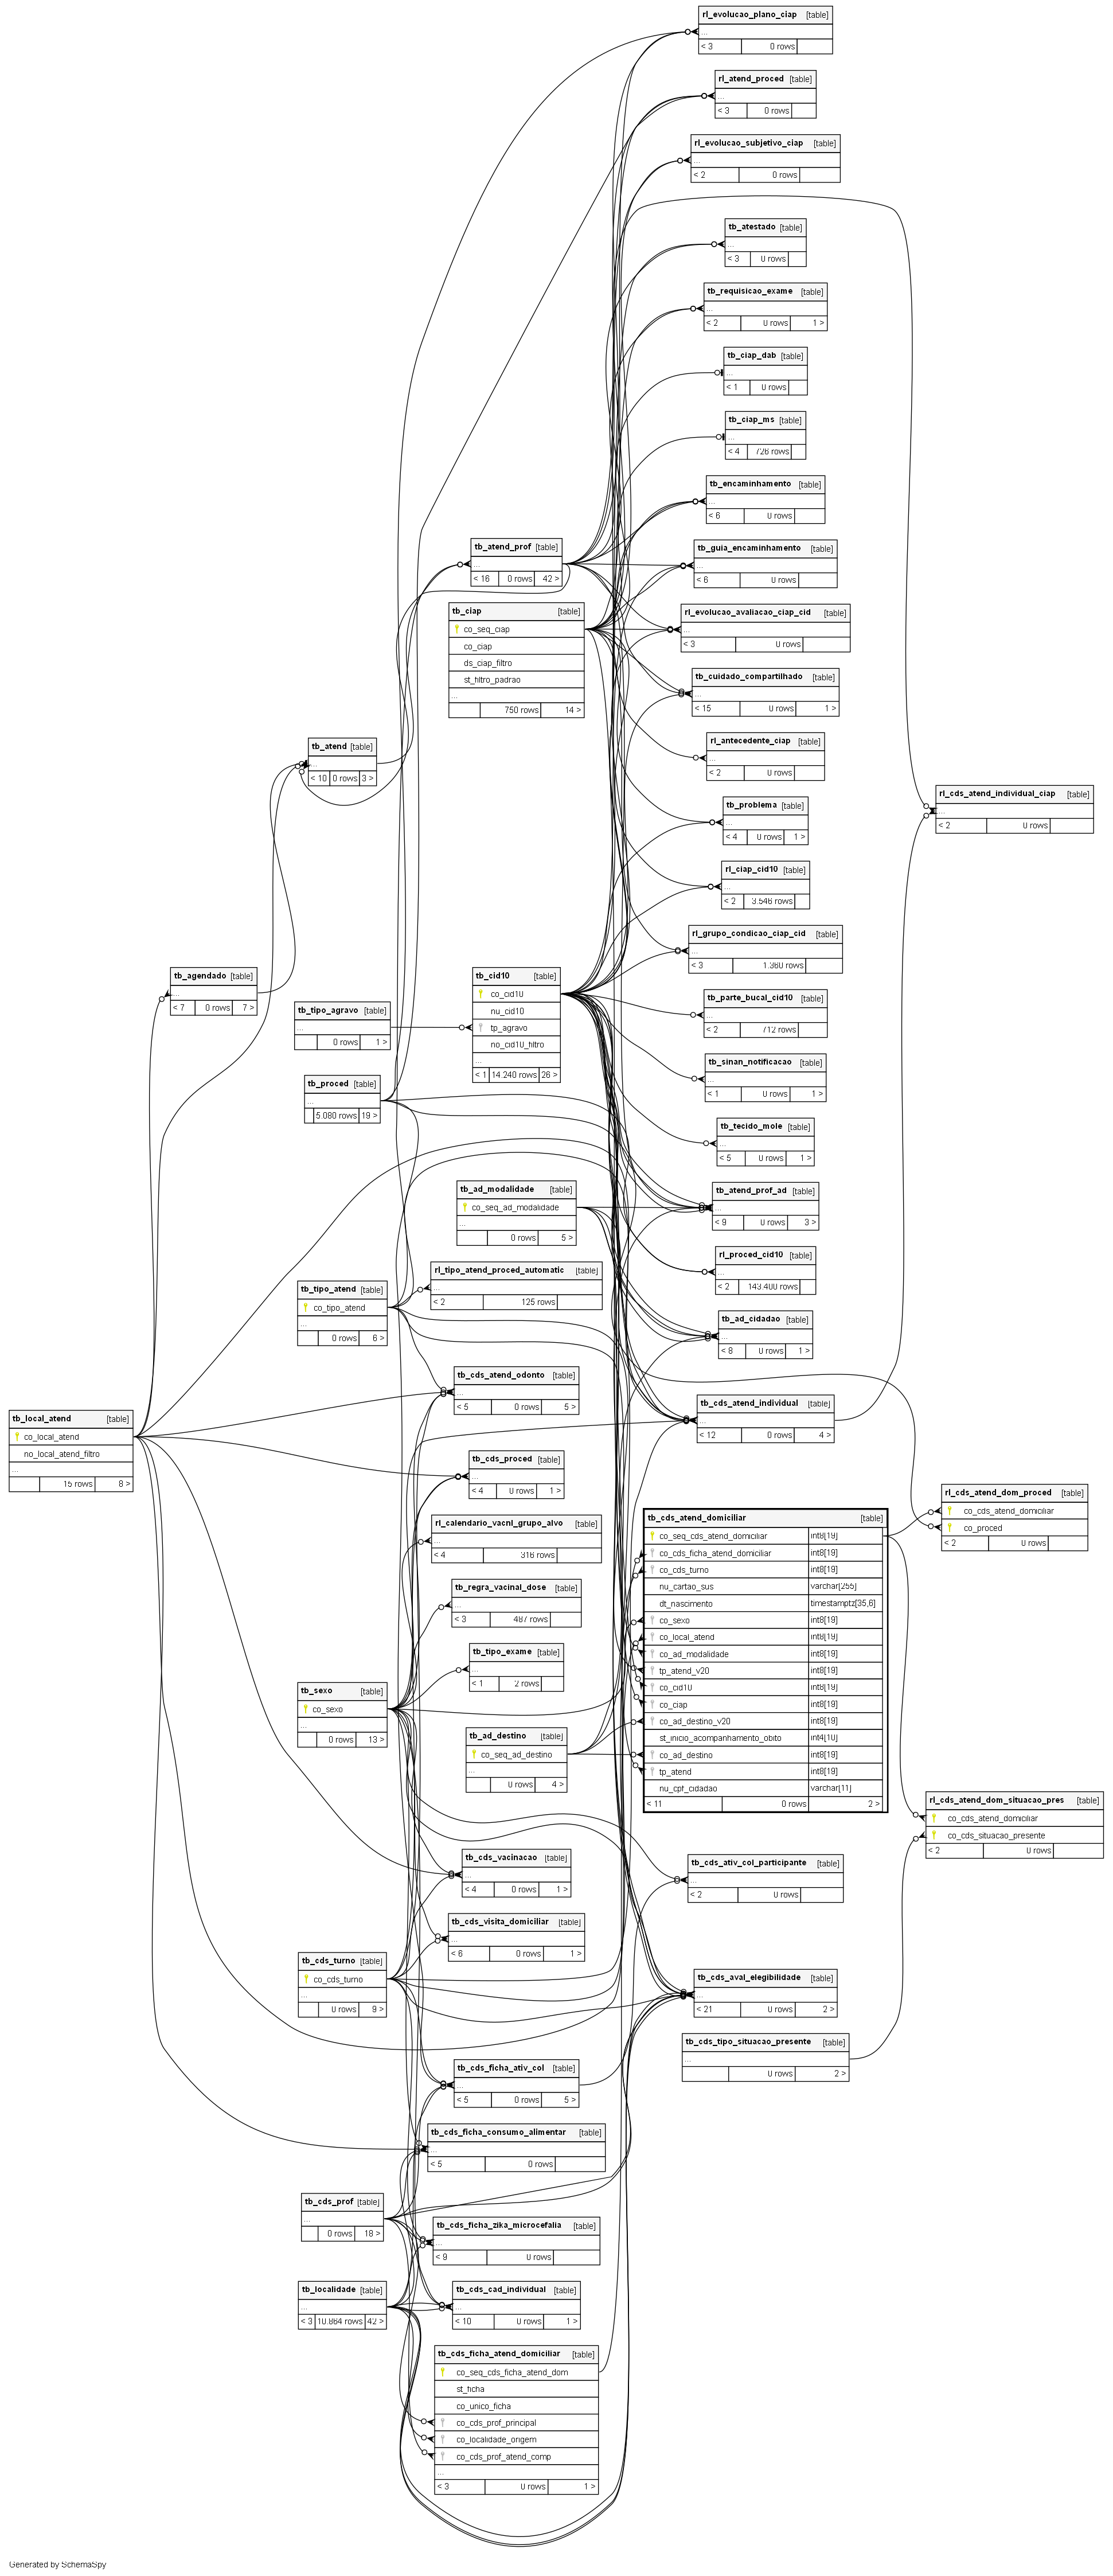 rl_evolucao_plano_ciap [table]
...
< 3 0 rows
rl_atend_proced [table]
...
< 3 0 rows
rl_evolucao_subjetivo_ciap [table]
...
< 2 0 rows
tb_atestado [table]
...
< 3 0 rows
tb_requisicao_exame [table]
...
< 2 0 rows 1 >
tb_ciap_dab [table]
...
< 1 0 rows
tb_ciap_ms [table]
...
< 4 726 rows
tb_encaminhamento [table]
...
< 6 0 rows
tb_atend_prof [table]
...
< 16 0 rows 42 >
tb_guia_encaminhamento [table]
...
< 6 0 rows
tb_ciap [table]
co_seq_ciap
co_ciap
ds_ciap_filtro
st_filtro_padrao
...
750 rows 14 >
rl_evolucao_avaliacao_ciap_cid [table]
...
< 3 0 rows
tb_cuidado_compartilhado [table]
...
< 15 0 rows 1 >
rl_antecedente_ciap [table]
...
< 2 0 rows
tb_atend [table]
...
< 10 0 rows 3 >
tb_problema [table]
...
< 4 0 rows 1 >
rl_cds_atend_individual_ciap [table]
...
< 2 0 rows
rl_ciap_cid10 [table]
...
< 2 3.546 rows
rl_grupo_condicao_ciap_cid [table]
...
< 3 1.360 rows
tb_agendado [table]
...
< 7 0 rows 7 >
tb_tipo_agravo [table]
...
0 rows 1 >
tb_cid10 [table]
co_cid10
nu_cid10
tp_agravo
no_cid10_filtro
...
< 1 14.240 rows 26 >
tb_parte_bucal_cid10 [table]
...
< 2 712 rows
tb_sinan_notificacao [table]
...
< 1 0 rows 1 >
tb_proced [table]
...
5.080 rows 19 >
tb_tecido_mole [table]
...
< 5 0 rows 1 >
tb_ad_modalidade [table]
co_seq_ad_modalidade
...
0 rows 5 >
tb_atend_prof_ad [table]
...
< 9 0 rows 3 >
rl_proced_cid10 [table]
...
< 2 143.400 rows
tb_tipo_atend [table]
co_tipo_atend
...
0 rows 6 >
rl_tipo_atend_proced_automatic [table]
...
< 2 125 rows
tb_ad_cidadao [table]
...
< 8 0 rows 1 >
tb_cds_atend_odonto [table]
...
< 5 0 rows 5 >
tb_cds_atend_individual [table]
...
< 12 0 rows 4 >
tb_local_atend [table]
co_local_atend
no_local_atend_filtro
...
15 rows 8 >
tb_cds_proced [table]
...
< 4 0 rows 1 >
rl_cds_atend_dom_proced [table]
co_cds_atend_domiciliar
co_proced
< 2 0 rows
rl_calendario_vacnl_grupo_alvo [table]
...
< 4 316 rows
tb_cds_atend_domiciliar [table]
co_seq_cds_atend_domiciliar int8[19]
co_cds_ficha_atend_domiciliar int8[19]
co_cds_turno int8[19]
nu_cartao_sus varchar[255]
dt_nascimento timestamptz[35,6]
co_sexo int8[19]
co_local_atend int8[19]
co_ad_modalidade int8[19]
tp_atend_v20 int8[19]
co_cid10 int8[19]
co_ciap int8[19]
co_ad_destino_v20 int8[19]
st_inicio_acompanhamento_obito int4[10]
co_ad_destino int8[19]
tp_atend int8[19]
nu_cpf_cidadao varchar[11]
< 11 0 rows 2 >
tb_regra_vacinal_dose [table]
...
< 3 487 rows
tb_tipo_exame [table]
...
< 1 2 rows
tb_sexo [table]
co_sexo
...
0 rows 13 >
tb_ad_destino [table]
co_seq_ad_destino
...
0 rows 4 >
rl_cds_atend_dom_situacao_pres [table]
co_cds_atend_domiciliar
co_cds_situacao_presente
< 2 0 rows
tb_cds_vacinacao [table]
...
< 4 0 rows 1 >
tb_cds_ativ_col_participante [table]
...
< 2 0 rows
tb_cds_visita_domiciliar [table]
...
< 6 0 rows 1 >
tb_cds_turno [table]
co_cds_turno
...
0 rows 9 >
tb_cds_aval_elegibilidade [table]
...
< 21 0 rows 2 >
tb_cds_tipo_situacao_presente [table]
...
0 rows 2 >
tb_cds_ficha_ativ_col [table]
...
< 5 0 rows 5 >
tb_cds_ficha_consumo_alimentar [table]
...
< 5 0 rows
tb_cds_prof [table]
...
0 rows 18 >
tb_cds_ficha_zika_microcefalia [table]
...
< 9 0 rows
tb_localidade [table]
...
< 3 10.864 rows 42 >
tb_cds_cad_individual [table]
...
< 10 0 rows 1 >
tb_cds_ficha_atend_domiciliar [table]
co_seq_cds_ficha_atend_dom
st_ficha
co_unico_ficha
co_cds_prof_principal
co_localidade_origem
co_cds_prof_atend_comp
...
< 3 0 rows 1 >
Generated by SchemaSpy